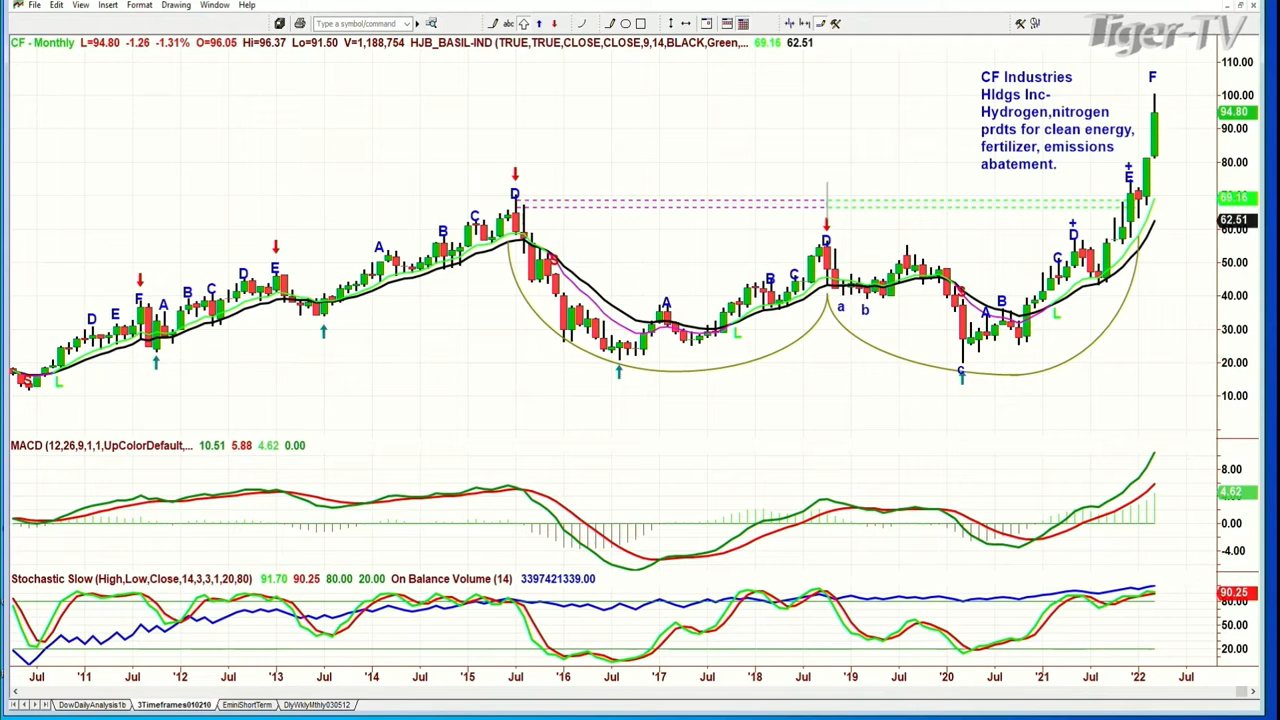 File Edit View Insert Format Drawing Window Help
Type a symbol/command
abc
Tiger-TV
CF - Monthly L=94.80 -1.26 -1.31% O=96.05 Hi=96.37 Lo=91.50 V=1,188,754 HJB_BASIL-IND (TRUE,TRUE,CLOSE,CLOSE,9,14,BLACK,Green,... 69.16 62.51
110.00
CF Industries
Hldgs Inc-
Hydrogen,nitrogen
prdts for clean energy,
fertilizer, emissions
abatement.
F
100.00
94.80
90.00
80.00
69.16
62.51
60.00
50.00
40.00
30.00
20.00
10.00
S L D E F A B C D E A B C D S A L B C D a b S c A B L C D + E +
MACD (12,26,9,1,1,UpColorDefault,... 10.51 5.88 4.62 0.00
8.00
4.62
0.00
-4.00
Stochastic Slow (High,Low,Close,14,3,3,1,20,80) 91.70 90.25 80.00 20.00 On Balance Volume (14) 3397421339.00
90.25
80.00
50.00
20.00
Jul '11 Jul '12 Jul '13 Jul '14 Jul '15 Jul '16 Jul '17 Jul '18 Jul '19 Jul '20 Jul '21 Jul '22 Jul
DowDailyAnalysis1b 3Timeframes010210 EminiShortTerm DlyWklyMthly030512